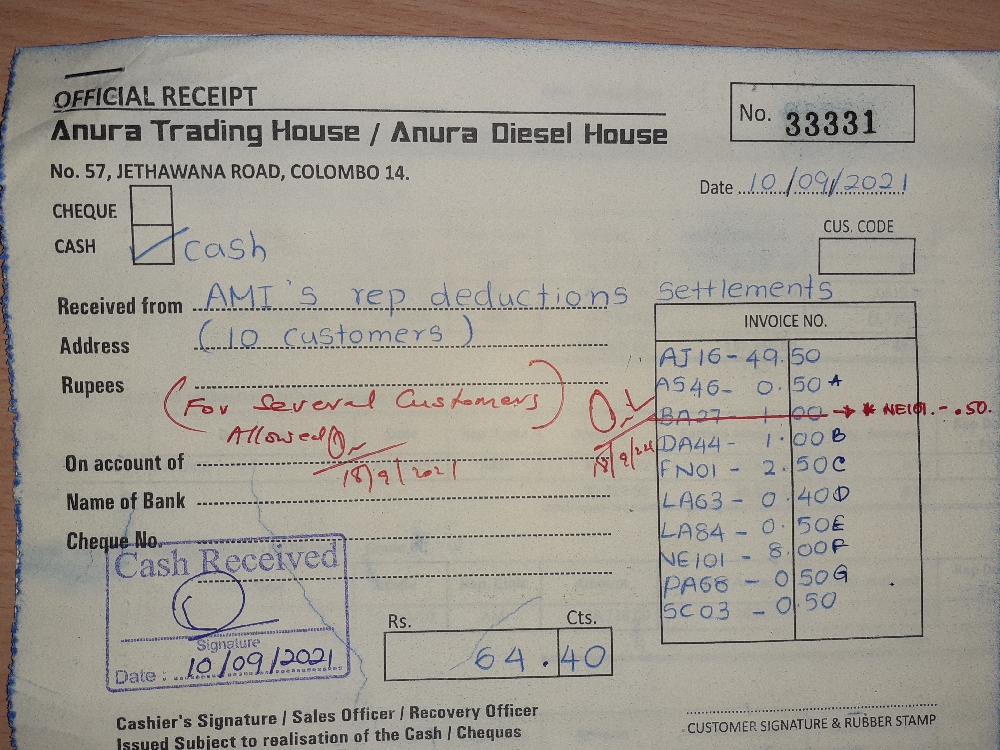 OFFICIAL RECEIPT
Anura Trading House / Anura Diesel House
No. 57, JETHAWANA ROAD, COLOMBO 14.
No. 33331
Date 10/09/2021
CHEQUE
CASH cash
CUS. CODE
Received from AMI's rep deductions settlements
Address (10 customers)
Rupees
(For Several Customers)
Allowed
18/9/2021
On account of
Name of Bank
Cheque No.
INVOICE NO.
AJ16 - 49.50
AS46 - 0.50 A
BA27 - 1.00 → * NE101. - .50.
18/9/21
DA44 - 1.00 B
FN01 - 2.50 C
LA63 - 0.40 D
LA84 - 0.50 E
NE101 - 8.00 F
PA68 - 0.50 G
SC03 - 0.50
Cash Received
Signature
Date : 10/09/2021
Rs. Cts.
64.40
Cashier's Signature / Sales Officer / Recovery Officer
Issued Subject to realisation of the Cash / Cheques
CUSTOMER SIGNATURE & RUBBER STAMP